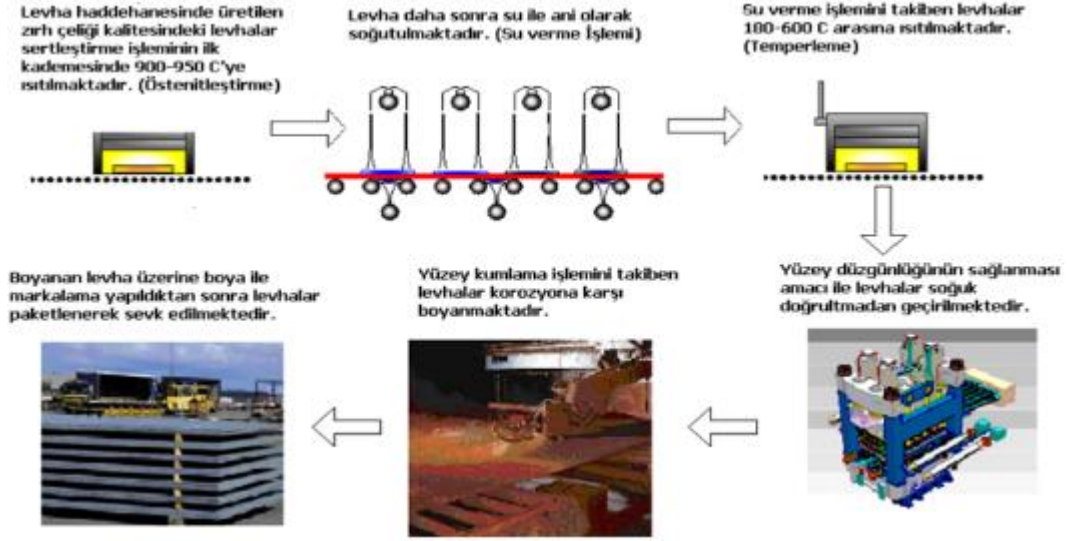 Levha haddehanesinde üretilen
zırh çeliği kalitesindeki levhalar
sertleştirme işleminin ilk
kademesinde 900-950 C'ye
ısıtılmaktadır. (Östenitleştirme)
Levha daha sonra su ile ani olarak
soğutulmaktadır. (Su verme İşlemi)
Su verme işlemini takiben levhalar
180-600 C arasına ısıtılmaktadır.
(Temperleme)
Yüzey düzgünlüğünün sağlanması
amacı ile levhalar soğuk
doğrultmadan geçirilmektedir.
Yüzey kumlama işlemini takiben
levhalar korozyona karşı
boyanmaktadır.
Boyanan levha üzerine boya ile
markalama yapıldıktan sonra levhalar
paketlenerek sevk edilmektedir.